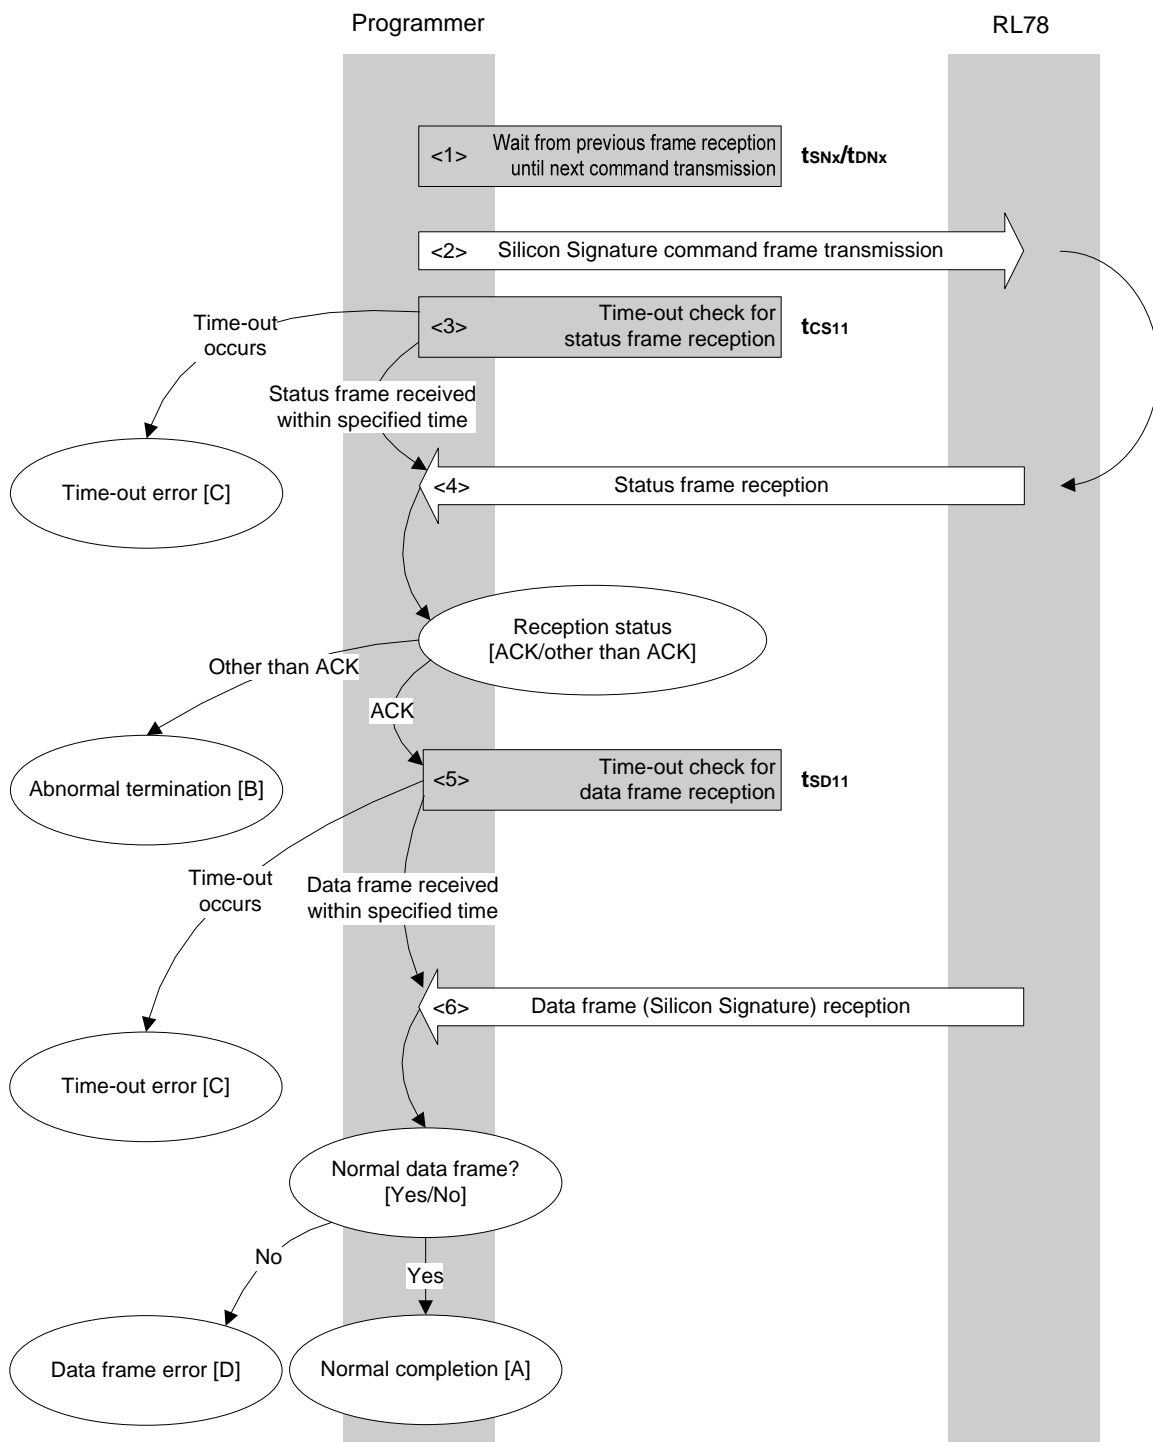 Programmer
RL78
<1>
Wait from previous frame reception
until next command transmission
tSNx/tDNx
<2>
Silicon Signature command frame transmission
<3>
Time-out check for
status frame reception
tCS11
Time-out
occurs
Status frame received
within specified time
Time-out error [C]
<4>
Status frame reception
Reception status
[ACK/other than ACK]
Other than ACK
ACK
Abnormal termination [B]
<5>
Time-out check for
data frame reception
tSD11
Time-out
occurs
Data frame received
within specified time
<6>
Data frame (Silicon Signature) reception
Time-out error [C]
Normal data frame?
[Yes/No]
No
Yes
Data frame error [D]
Normal completion [A]